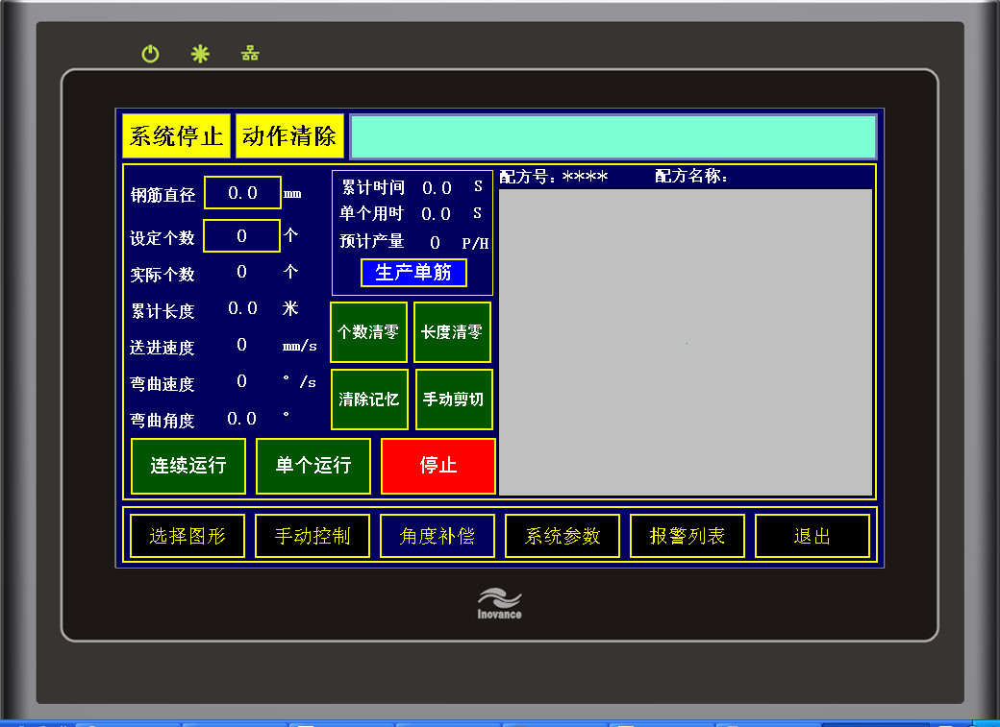 系统停止 动作清除
配方号：**** 配方名称：
钢筋直径 0.0 mm
设定个数 0 个
实际个数 0 个
累计长度 0.0 米
送进速度 0 mm/s
弯曲速度 0 °/s
弯曲角度 0.0 °
累计时间 0.0 S
单个用时 0.0 S
预计产量 0 P/H
生产单筋
个数清零 长度清零
清除记忆 手动剪切
连续运行 单个运行 停止
选择图形 手动控制 角度补偿 系统参数 报警列表 退出
Inovance